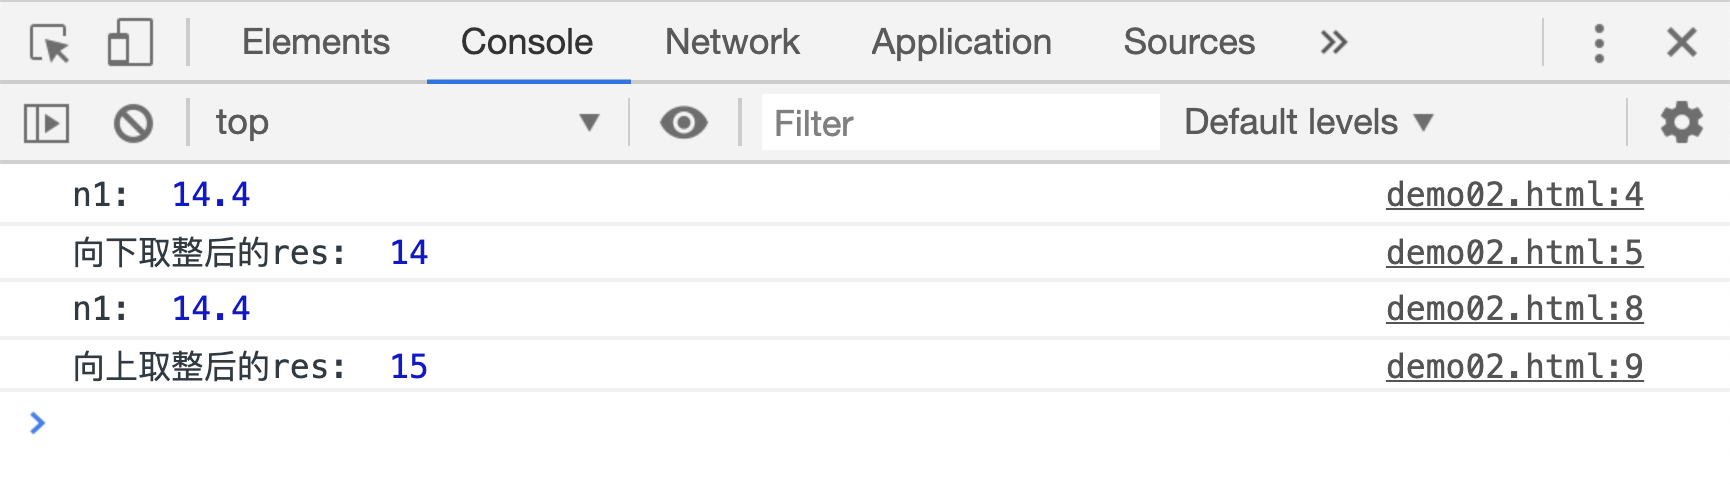 Elements Console Network Application Sources
top Filter Default levels
n1: 14.4 demo02.html:4
向下取整后的res: 14 demo02.html:5
n1: 14.4 demo02.html:8
向上取整后的res: 15 demo02.html:9